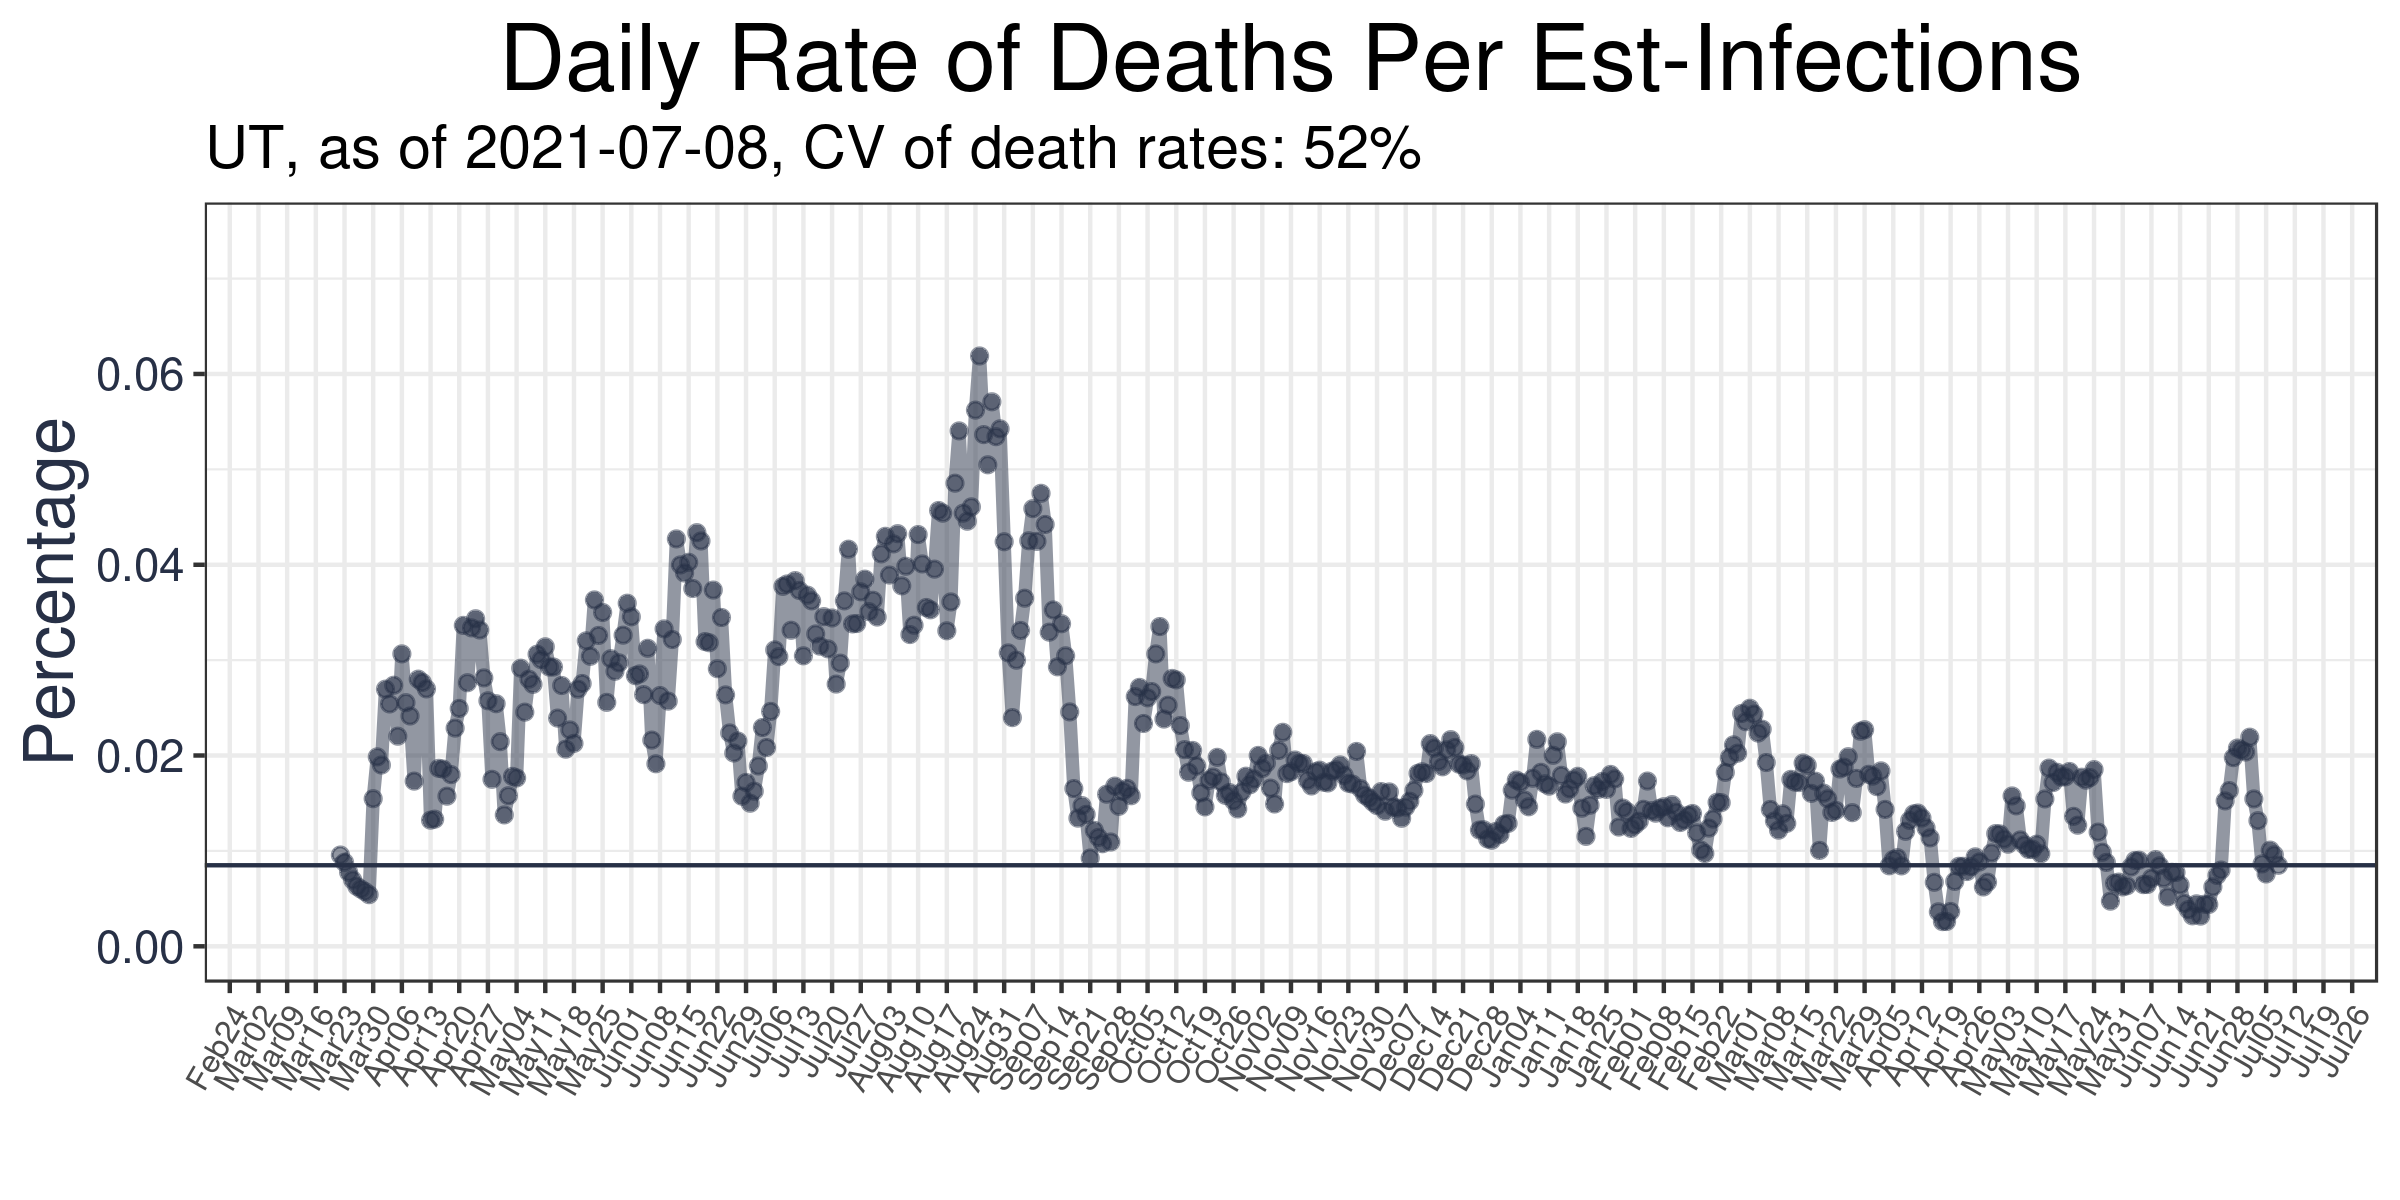 Daily Rate of Deaths Per Est-Infections
UT, as of 2021-07-08, CV of death rates: 52%
Percentage
0.06
0.04
0.02
0.00
Feb24
Mar02
Mar09
Mar16
Mar23
Mar30
Apr06
Apr13
Apr20
Apr27
May04
May11
May18
May25
Jun01
Jun08
Jun15
Jun22
Jun29
Jul06
Jul13
Jul20
Jul27
Aug03
Aug10
Aug17
Aug24
Aug31
Sep07
Sep14
Sep21
Sep28
Oct05
Oct12
Oct19
Oct26
Nov02
Nov09
Nov16
Nov23
Nov30
Dec07
Dec14
Dec21
Dec28
Jan04
Jan11
Jan18
Jan25
Feb01
Feb08
Feb15
Feb22
Mar01
Mar08
Mar15
Mar22
Mar29
Apr05
Apr12
Apr19
Apr26
May03
May10
May17
May24
May31
Jun07
Jun14
Jun21
Jun28
Jul05
Jul12
Jul19
Jul26